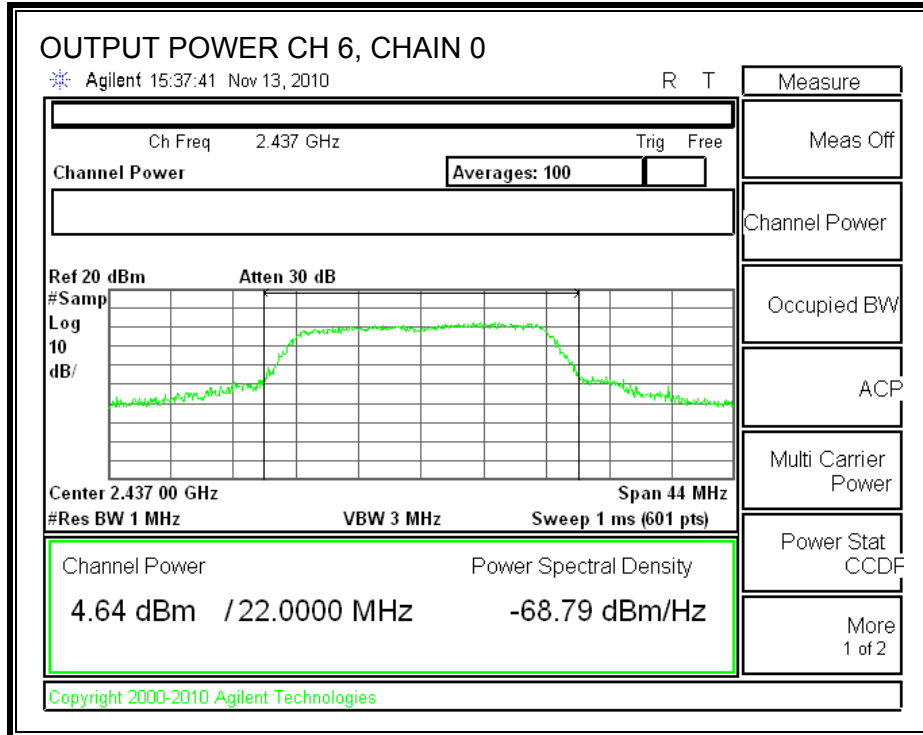 OUTPUT POWER CH 6, CHAIN 0
Agilent 15:37:41 Nov 13, 2010 R T
Ch Freq 2.437 GHz Trig Free
Channel Power Averages: 100
Ref 20 dBm Atten 30 dB
#Samp
Log
10
dB/
Center 2.437 00 GHz Span 44 MHz
#Res BW 1 MHz VBW 3 MHz Sweep 1 ms (601 pts)
Channel Power Power Spectral Density
4.64 dBm / 22.0000 MHz -68.79 dBm/Hz
Copyright 2000-2010 Agilent Technologies
Measure
Meas Off
Channel Power
Occupied BW
ACP
Multi Carrier
Power
Power Stat
CCDF
More
1 of 2